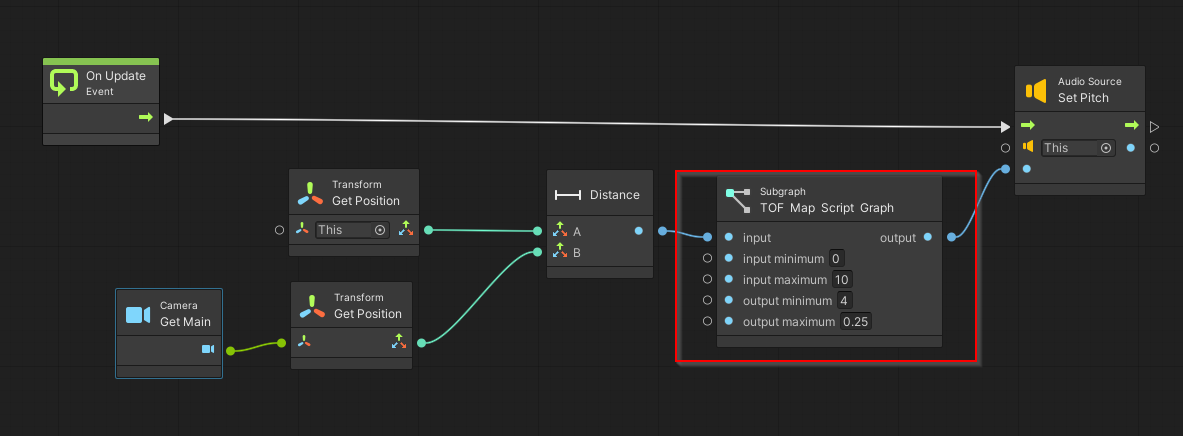 On Update
Event
Audio Source
Set Pitch
This
Transform
Get Position
This
Distance
A
B
Subgraph
TOF Map Script Graph
input
output
input minimum 0
input maximum 10
output minimum 4
output maximum 0.25
Camera
Get Main
Transform
Get Position